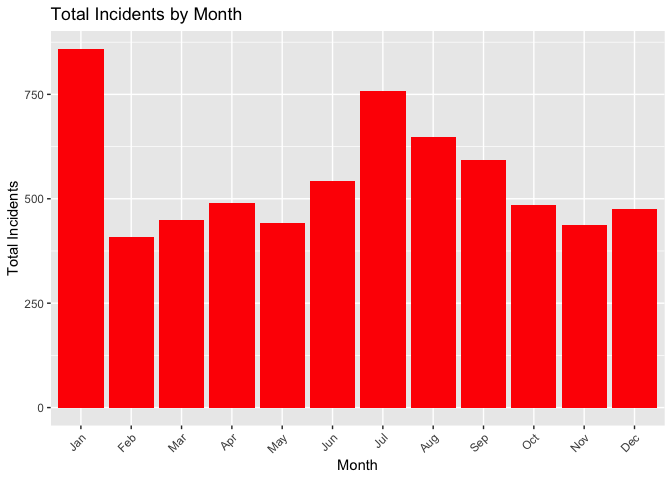 Total Incidents by Month
Total Incidents
750
500
250
0
Jan Feb Mar Apr May Jun Jul Aug Sep Oct Nov Dec
Month